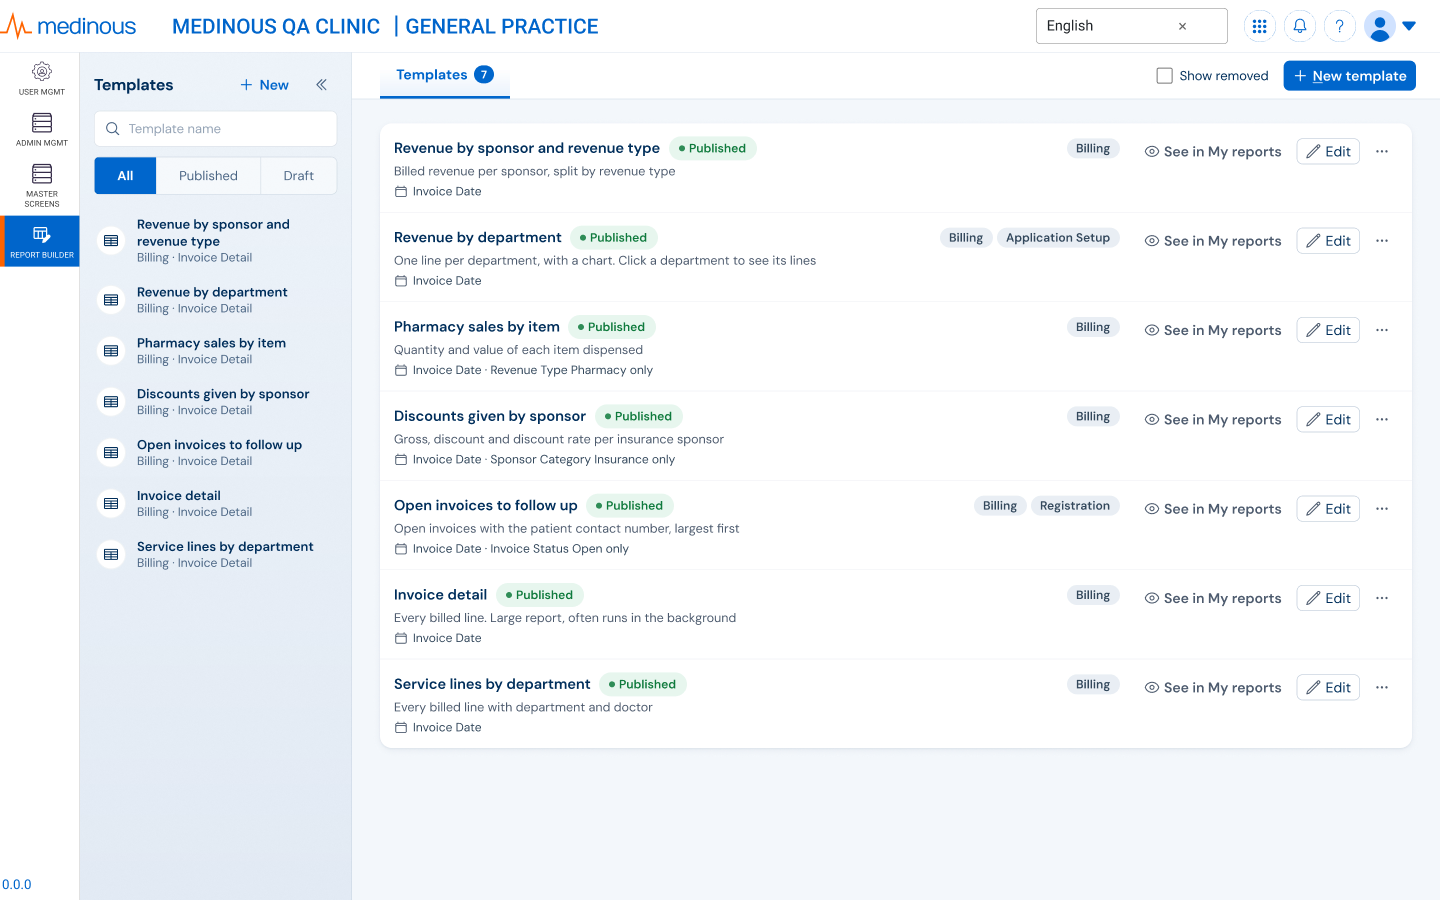 medinous
MEDINOUS QA CLINIC | GENERAL PRACTICE
English ×
?
USER MGMT
ADMIN MGMT
MASTER SCREENS
REPORT BUILDER
0.0.0
Templates
+ New
Template name
All
Published
Draft
Revenue by sponsor and
revenue type
Billing · Invoice Detail
Revenue by department
Billing · Invoice Detail
Pharmacy sales by item
Billing · Invoice Detail
Discounts given by sponsor
Billing · Invoice Detail
Open invoices to follow up
Billing · Invoice Detail
Invoice detail
Billing · Invoice Detail
Service lines by department
Billing · Invoice Detail
Templates 7
Show removed
+ New template
Revenue by sponsor and revenue type Published Billing See in My reports Edit ...
Billed revenue per sponsor, split by revenue type
Invoice Date
Revenue by department Published Billing Application Setup See in My reports Edit ...
One line per department, with a chart. Click a department to see its lines
Invoice Date
Pharmacy sales by item Published Billing See in My reports Edit ...
Quantity and value of each item dispensed
Invoice Date · Revenue Type Pharmacy only
Discounts given by sponsor Published Billing See in My reports Edit ...
Gross, discount and discount rate per insurance sponsor
Invoice Date · Sponsor Category Insurance only
Open invoices to follow up Published Billing Registration See in My reports Edit ...
Open invoices with the patient contact number, largest first
Invoice Date · Invoice Status Open only
Invoice detail Published Billing See in My reports Edit ...
Every billed line. Large report, often runs in the background
Invoice Date
Service lines by department Published Billing See in My reports Edit ...
Every billed line with department and doctor
Invoice Date